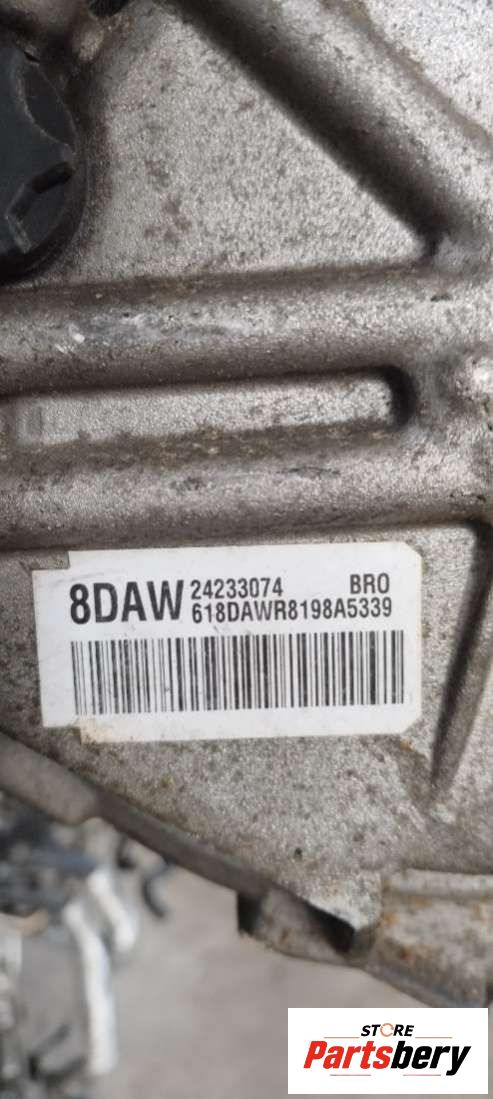 8DAW 24233074 BRO
618DAWR8198A5339
STORE
Partsbery